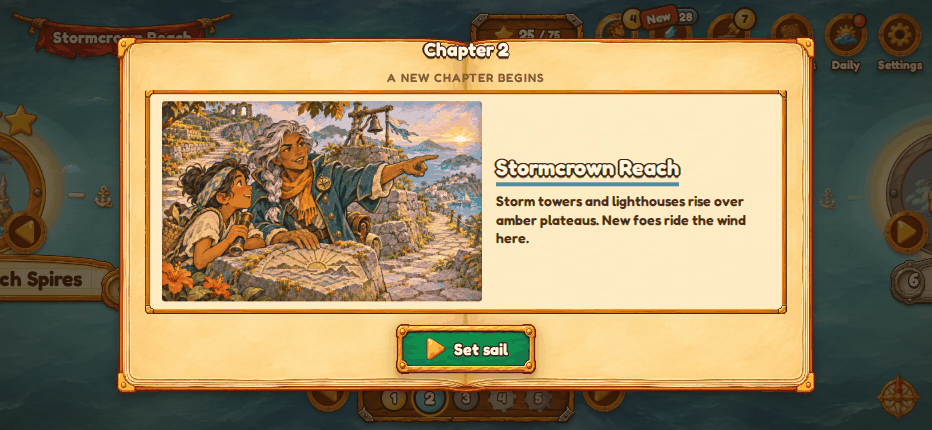 Stormcrown Reach
25 / 75
4
New
28
7
Daily
Settings
Chapter 2
A NEW CHAPTER BEGINS
Stormcrown Reach
Storm towers and lighthouses rise over
amber plateaus. New foes ride the wind
here.
ch Spires
6
Set sail
1 2 3 4 5